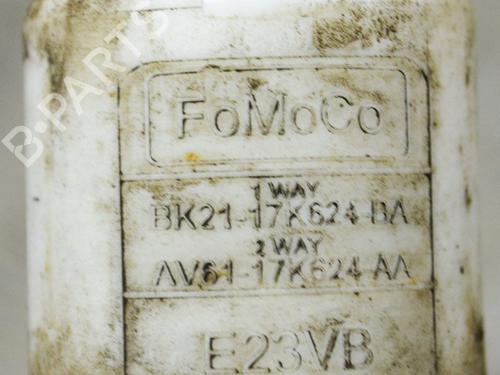 B-PARTS
FoMoCo
1 WAY
BK21-17K624-BA
2 WAY
AV61-17K624-AA
E23VB